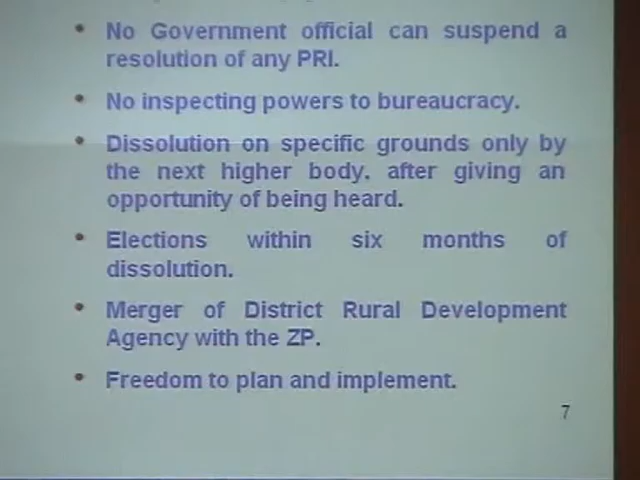 • No Government official can suspend a
resolution of any PRI.
• No inspecting powers to bureaucracy.
• Dissolution on specific grounds only by
the next higher body. after giving an
opportunity of being heard.
• Elections within six months of
dissolution.
• Merger of District Rural Development
Agency with the ZP.
• Freedom to plan and implement.
7